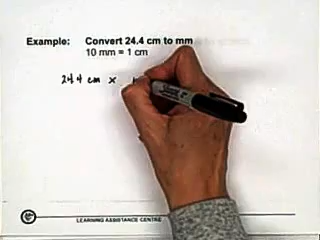 Example: Convert 24.4 cm to mm
10 mm = 1 cm
24.4 cm x
LEARNING ASSISTANCE CENTRE